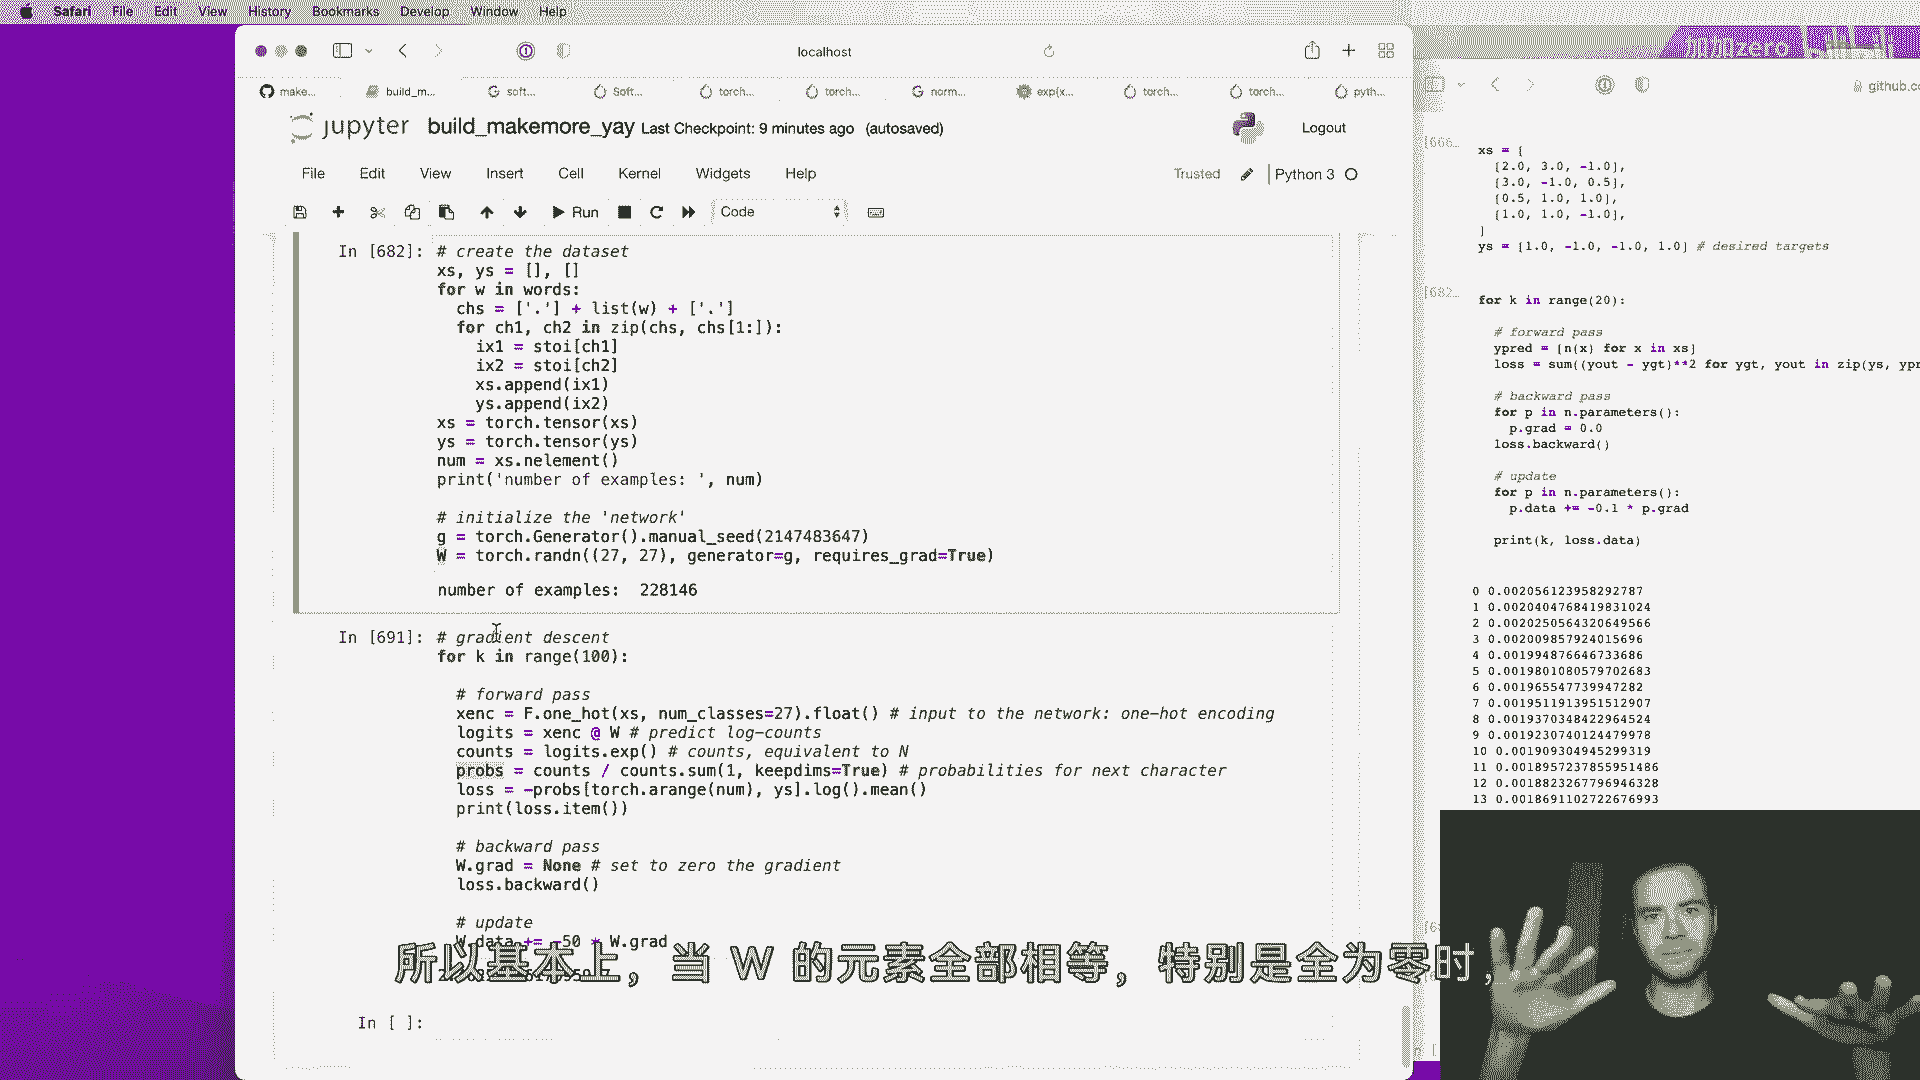 Safari File Edit View History Bookmarks Develop Window Help
localhost
make... build_m... soft... Soft... torch... torch... norm... exp(x... torch... torch... pyth...
jupyter build_makemore_yay Last Checkpoint: 9 minutes ago (autosaved)
Logout
File Edit View Insert Cell Kernel Widgets Help
Trusted Python 3
Run Code
In [682]: # create the dataset
xs, ys = [], []
for w in words:
chs = ['.'] + list(w) + ['.']
for ch1, ch2 in zip(chs, chs[1:]):
ix1 = stoi[ch1]
ix2 = stoi[ch2]
xs.append(ix1)
ys.append(ix2)
xs = torch.tensor(xs)
ys = torch.tensor(ys)
num = xs.nelement()
print('number of examples: ', num)
# initialize the 'network'
g = torch.Generator().manual_seed(2147483647)
W = torch.randn((27, 27), generator=g, requires_grad=True)
number of examples:  228146
In [691]: # gradient descent
for k in range(100):
# forward pass
xenc = F.one_hot(xs, num_classes=27).float() # input to the network: one-hot encoding
logits = xenc @ W # predict log-counts
counts = logits.exp() # counts, equivalent to N
probs = counts / counts.sum(1, keepdims=True) # probabilities for next character
loss = -probs[torch.arange(num), ys].log().mean()
print(loss.item())
# backward pass
W.grad = None # set to zero the gradient
loss.backward()
# update
W.data += -50 * W.grad
所以基本上，当 W 的元素全部相等，特别是全为零时，
In [ ]:
加加zero
github.co
[666...
xs = [
[2.0, 3.0, -1.0],
[3.0, -1.0, 0.5],
[0.5, 1.0, 1.0],
[1.0, 1.0, -1.0],
]
ys = [1.0, -1.0, -1.0, 1.0] # desired targets
[682...
for k in range(20):
# forward pass
ypred = [n(x) for x in xs]
loss = sum((yout - ygt)**2 for ygt, yout in zip(ys, ypr
# backward pass
for p in n.parameters():
p.grad = 0.0
loss.backward()
# update
for p in n.parameters():
p.data += -0.1 * p.grad
print(k, loss.data)
0 0.002056123958292787
1 0.0020404768419831024
2 0.0020250564320649566
3 0.002009857924015696
4 0.001994876646733686
5 0.0019801080579702683
6 0.001965547739947282
7 0.0019511913951512907
8 0.0019370348422964524
9 0.0019230740124479978
10 0.001909304945299319
11 0.0018957237855951486
12 0.0018823267796946328
13 0.0018691102722676993